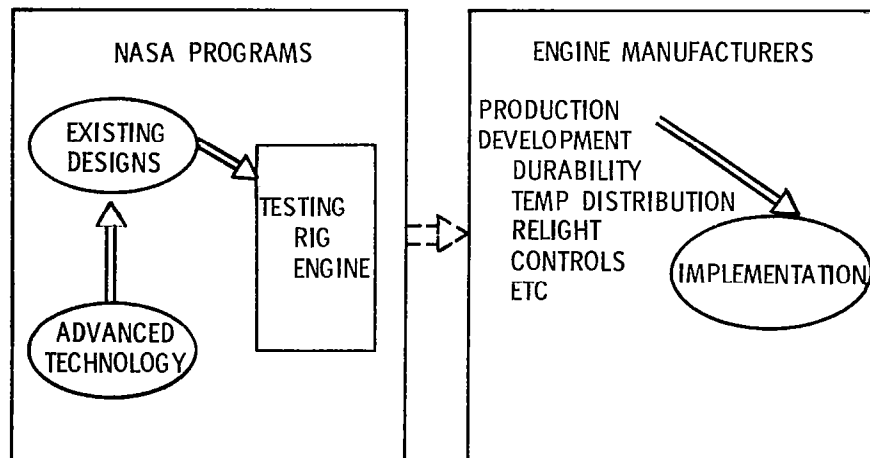 NASA PROGRAMS
EXISTING
DESIGNS
TESTING
RIG
ENGINE
ADVANCED
TECHNOLOGY
ENGINE MANUFACTURERS
PRODUCTION
DEVELOPMENT
DURABILITY
TEMP DISTRIBUTION
RELIGHT
CONTROLS
ETC
IMPLEMENTATION